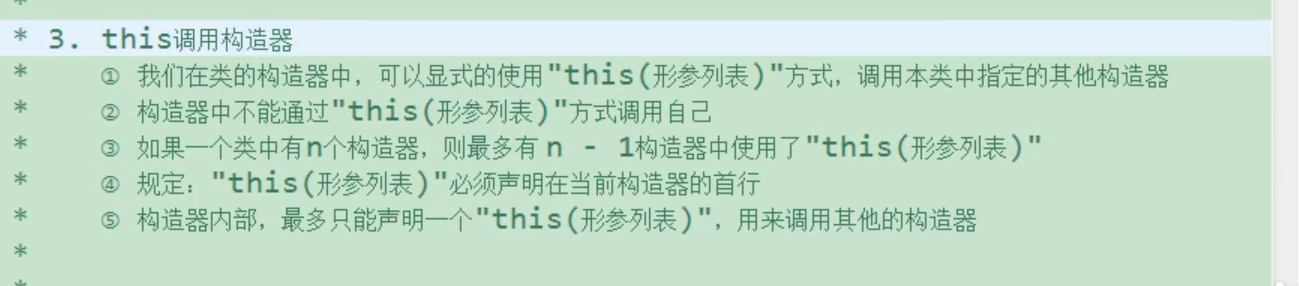 *
* 3. this调用构造器
* ① 我们在类的构造器中，可以显式的使用"this(形参列表)"方式，调用本类中指定的其他构造器
* ② 构造器中不能通过"this(形参列表)"方式调用自己
* ③ 如果一个类中有n个构造器，则最多有 n - 1构造器中使用了"this(形参列表)"
* ④ 规定："this(形参列表)"必须声明在当前构造器的首行
* ⑤ 构造器内部，最多只能声明一个"this(形参列表)"，用来调用其他的构造器
*
*